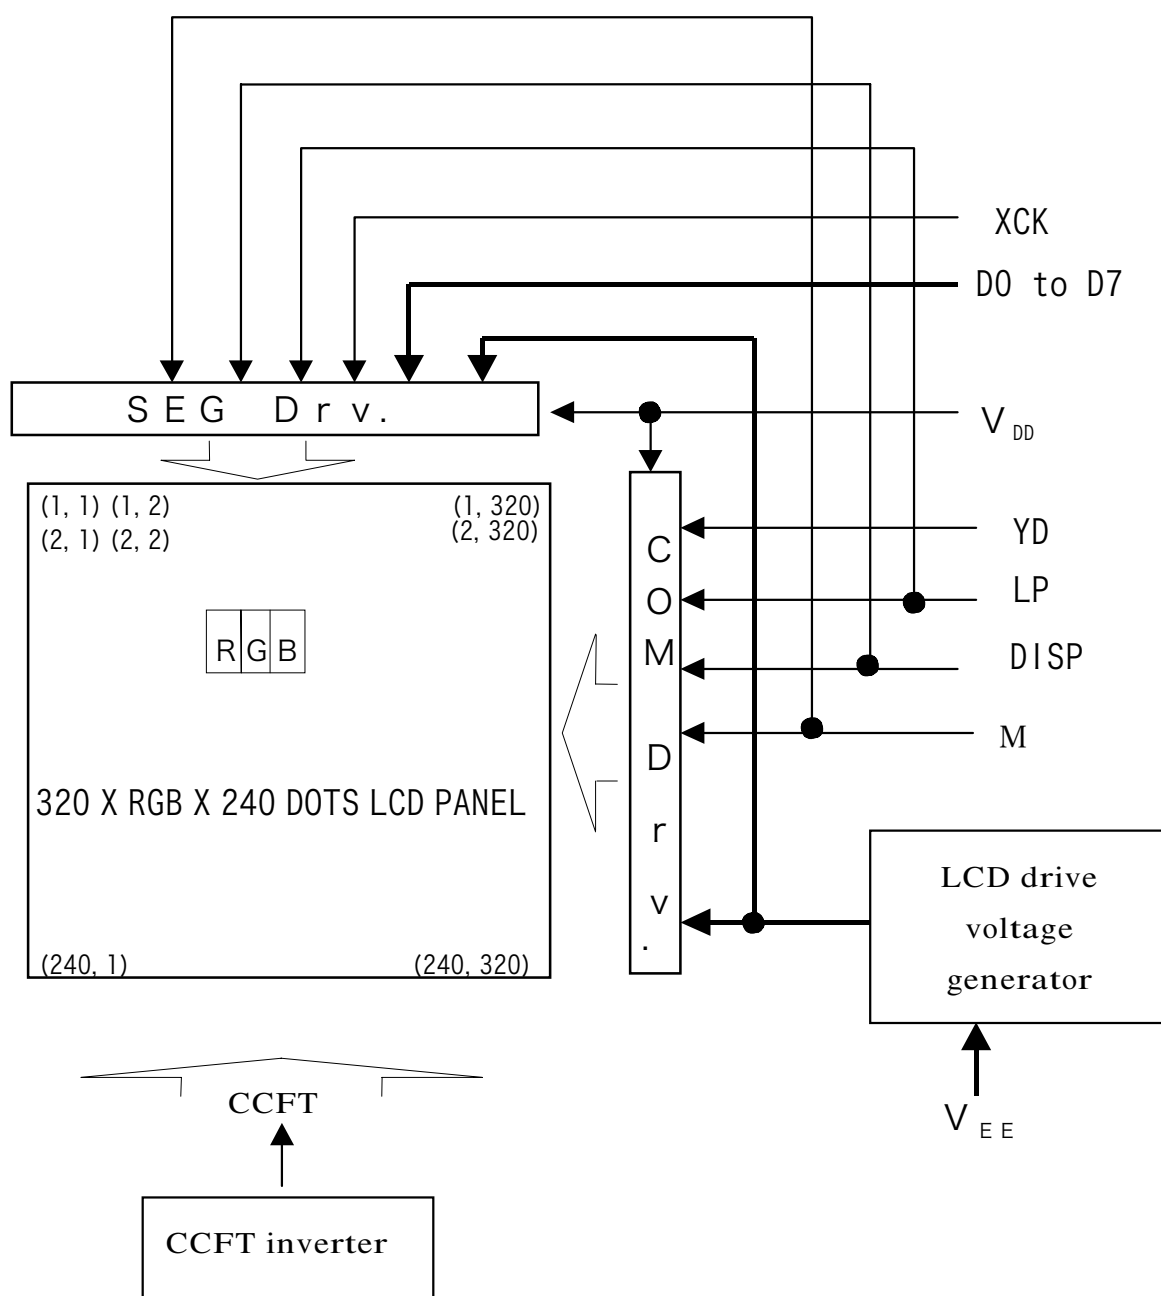 XCK
D0 to D7
SEG Drv.
VDD
(1, 1) (1, 2) (1, 320)
(2, 1) (2, 2) (2, 320)
COM Drv.
YD
LP
RGB
DISP
M
320 X RGB X 240 DOTS LCD PANEL
LCD drive
voltage
generator
(240, 1) (240, 320)
CCFT
VEE
CCFT inverter